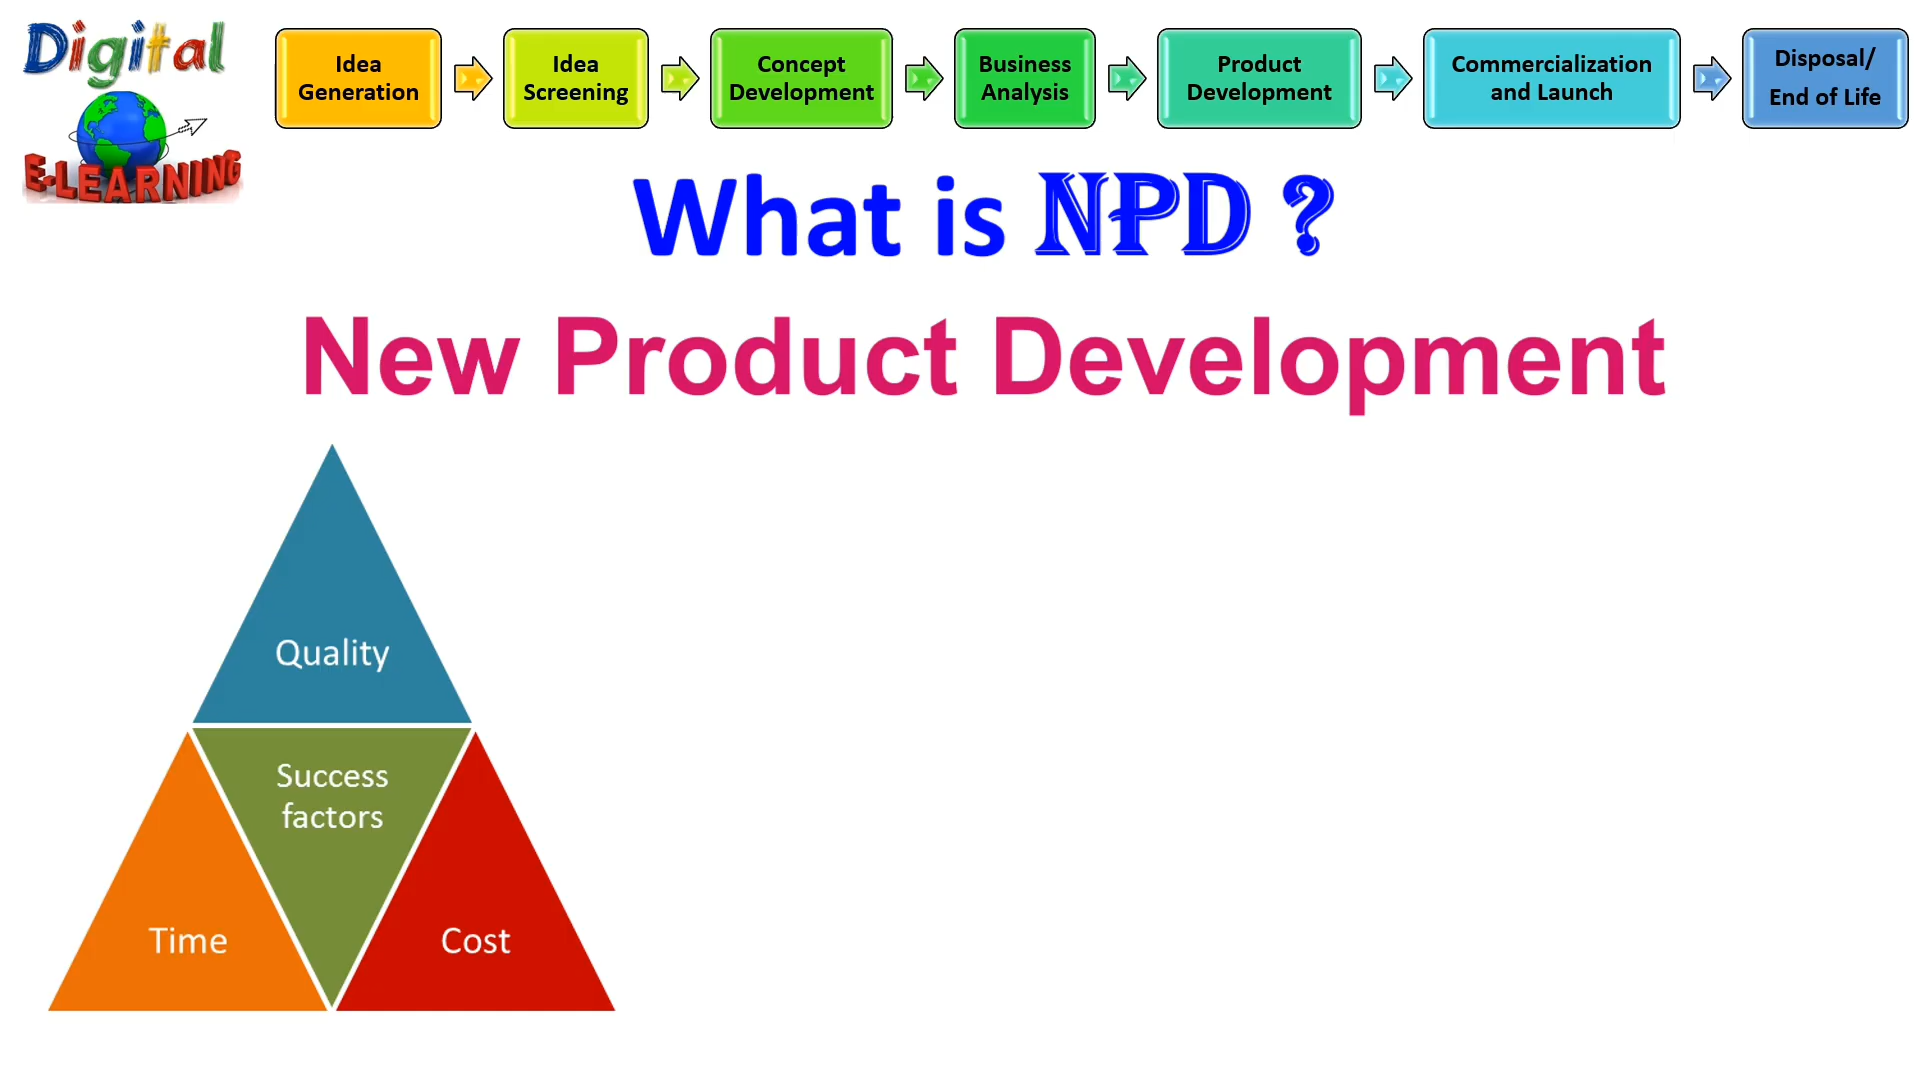 Digital
E-LEARNING
Idea
Generation
Idea
Screening
Concept
Development
Business
Analysis
Product
Development
Commercialization
and Launch
Disposal/
End of Life
What is NPD ?
New Product Development
Quality
Success
factors
Time
Cost